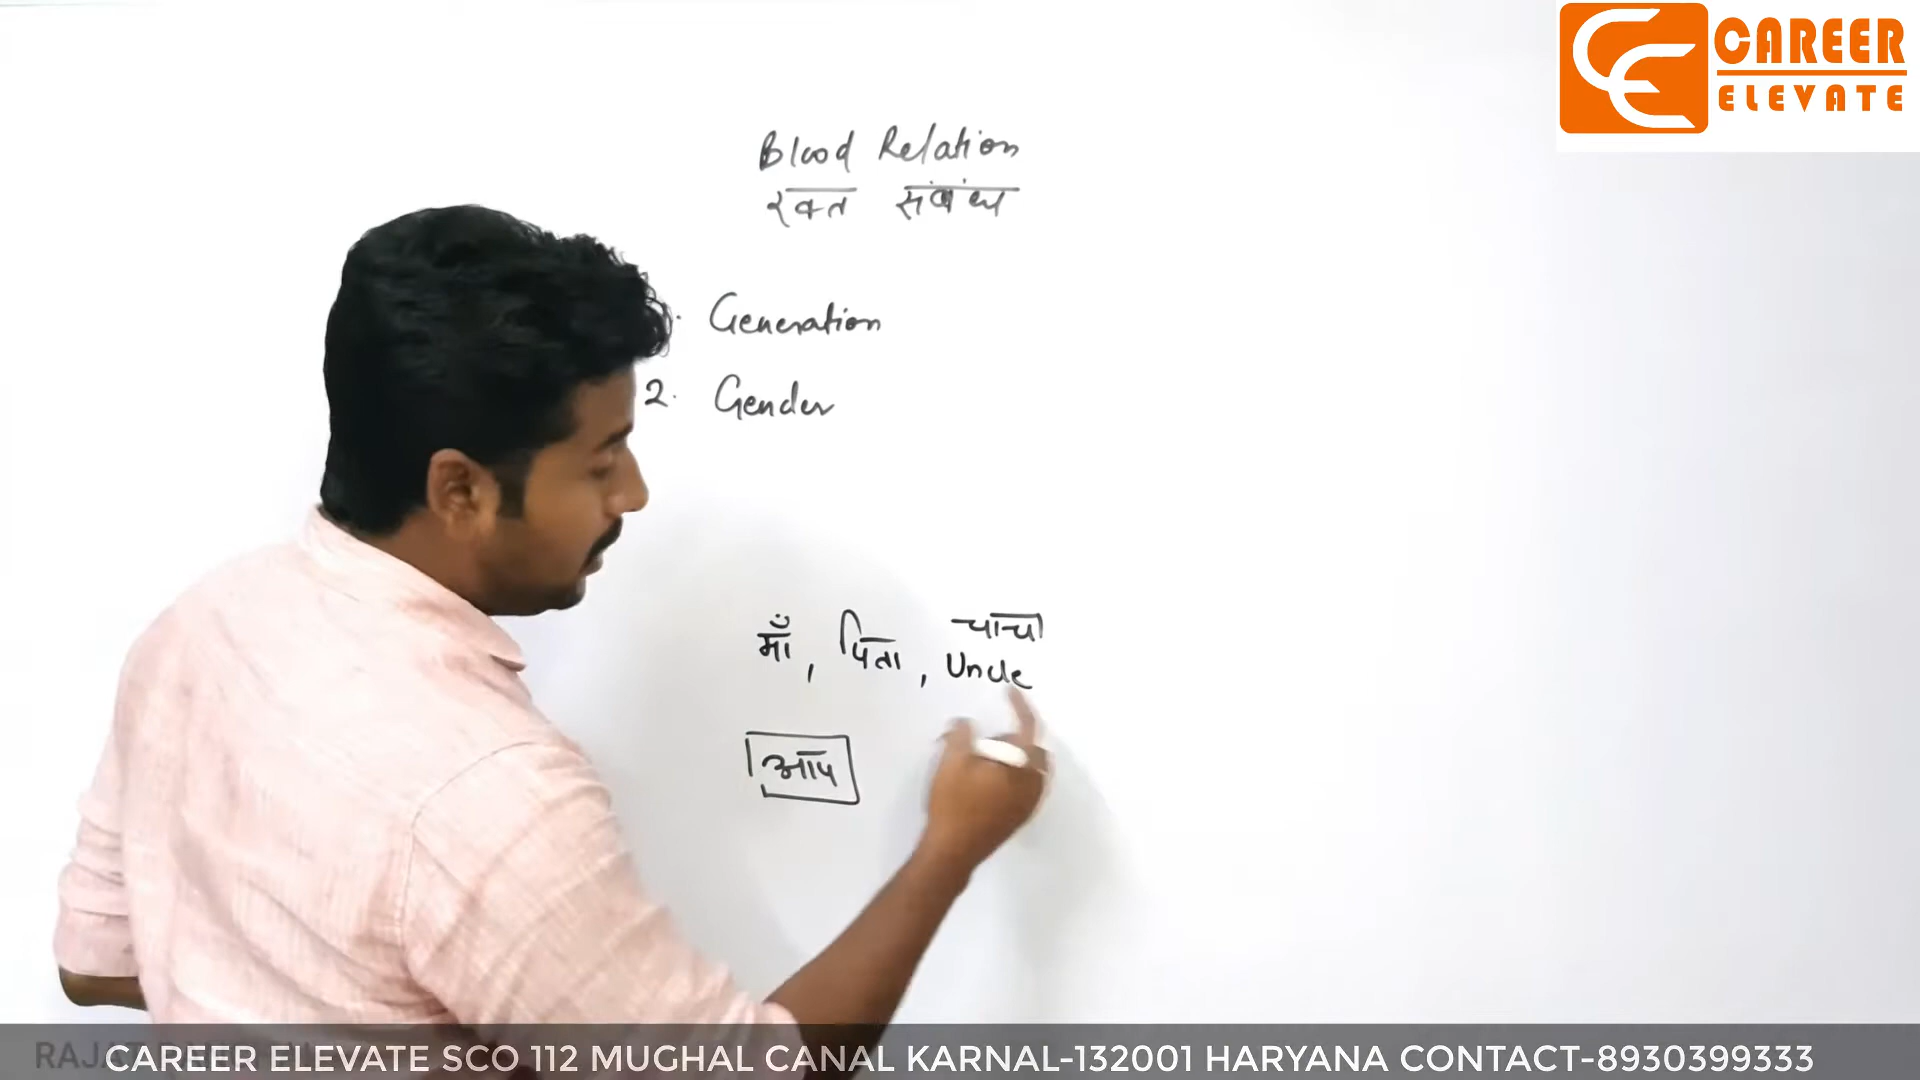 CAREER
ELEVATE
Blood Relation
रक्त संबंध
Generation
2. Gender
माँ, पिता, चाचा
Uncle
आप
CAREER ELEVATE SCO 112 MUGHAL CANAL KARNAL-132001 HARYANA CONTACT-8930399333